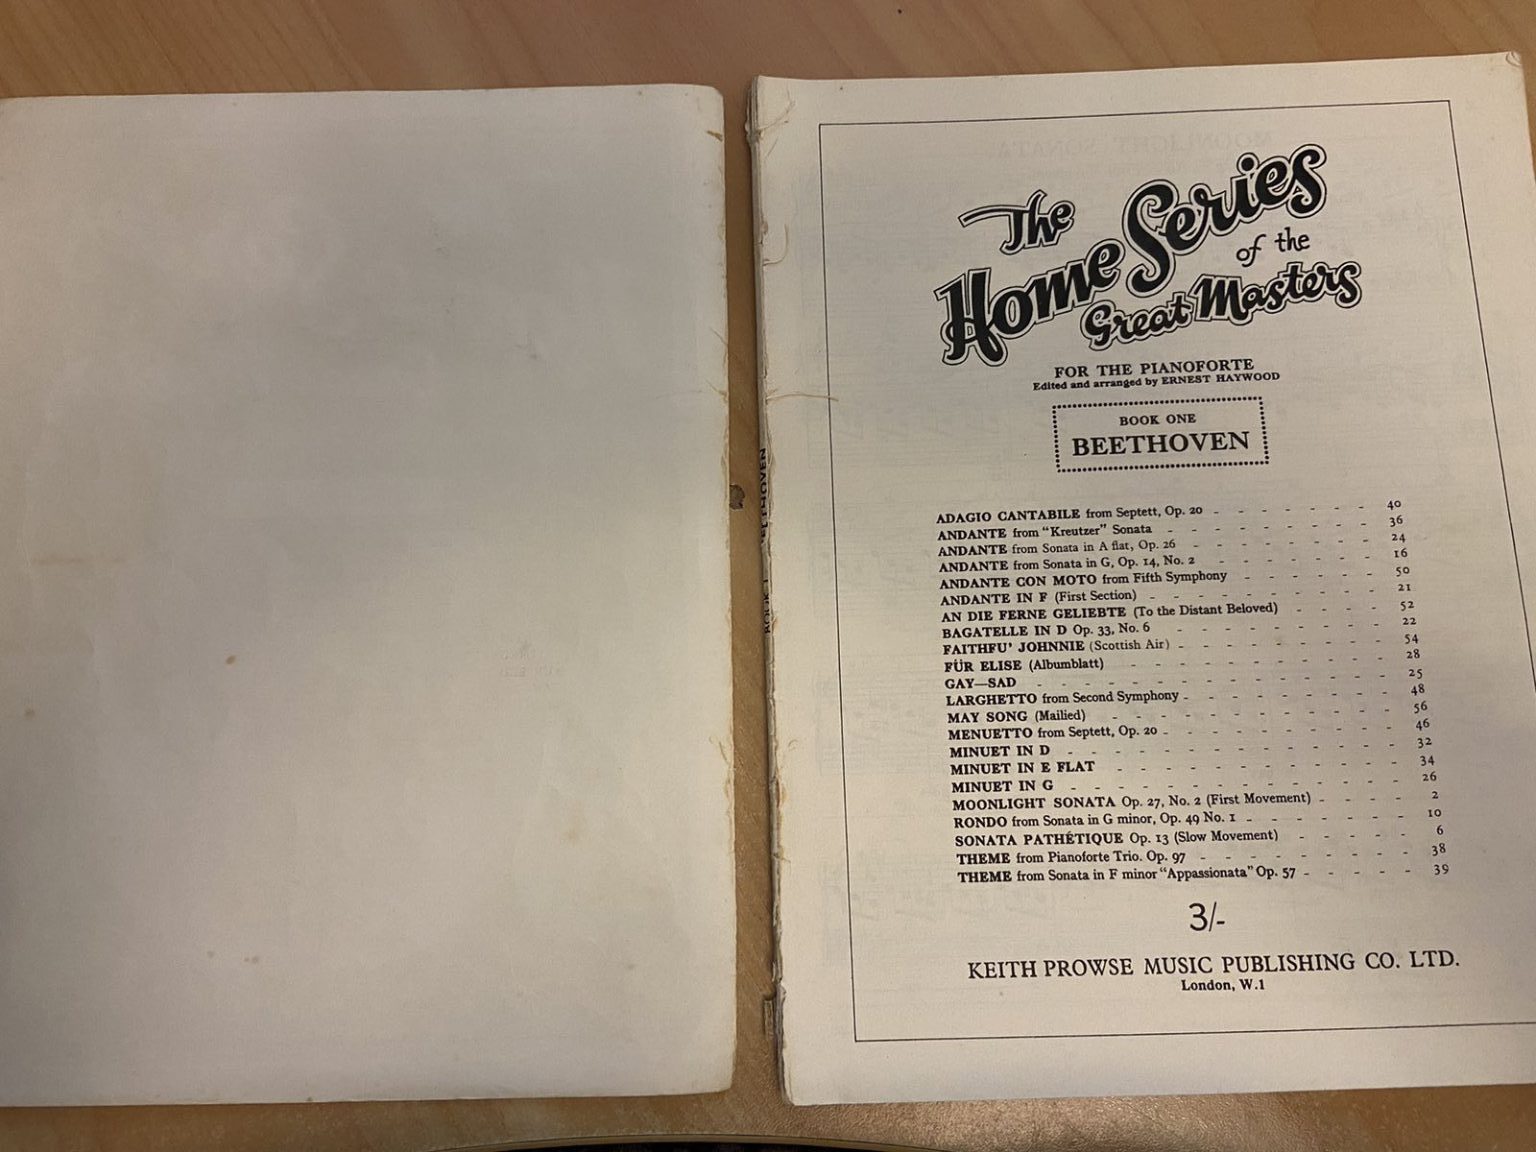 BOOK 1
The
Home Series
of the
Great Masters
FOR THE PIANOFORTE
Edited and arranged by ERNEST HAYWOOD
BOOK ONE
BEETHOVEN
ADAGIO CANTABILE from Septett, Op. 20 - - - - - - - 40
ANDANTE from "Kreutzer" Sonata - - - - - - - - 36
ANDANTE from Sonata in A flat, Op. 26 - - - - - - - 24
ANDANTE from Sonata in G, Op. 14, No. 2 - - - - - - - 16
ANDANTE CON MOTO from Fifth Symphony - - - - - - 50
ANDANTE IN F (First Section) - - - - - - - - - 21
AN DIE FERNE GELIEBTE (To the Distant Beloved) - - - - 52
BAGATELLE IN D Op. 33, No. 6 - - - - - - - - 22
FAITHFU' JOHNNIE (Scottish Air) - - - - - - - - 54
FÜR ELISE (Albumblatt) - - - - - - - - - - 28
GAY—SAD - - - - - - - - - - - - 25
LARGHETTO from Second Symphony - - - - - - - - 48
MAY SONG (Mailied) - - - - - - - - - - 56
MENUETTO from Septett, Op. 20 - - - - - - - - 46
MINUET IN D - - - - - - - - - - - 32
MINUET IN E FLAT - - - - - - - - - - 34
MINUET IN G - - - - - - - - - - - 26
MOONLIGHT SONATA Op. 27, No. 2 (First Movement) - - - - 2
RONDO from Sonata in G minor, Op. 49 No. 1 - - - - - - 10
SONATA PATHÉTIQUE Op. 13 (Slow Movement) - - - - - 6
THEME from Pianoforte Trio. Op. 97 - - - - - - - - 38
THEME from Sonata in F minor "Appassionata" Op. 57 - - - - - 39
3/-
KEITH PROWSE MUSIC PUBLISHING CO. LTD.
London, W.1